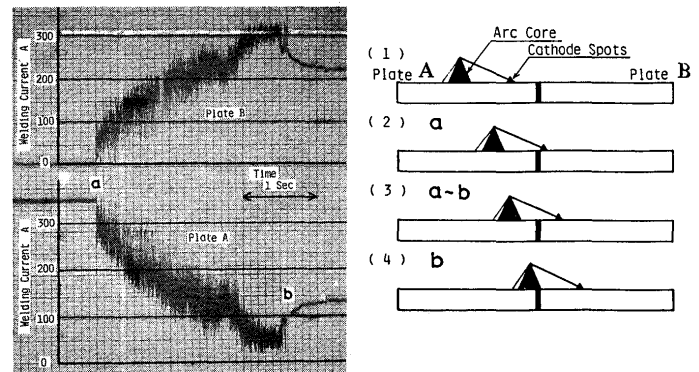 Welding Current A
300
200
100
0
Plate B
Time
1 Sec
a
Welding Current A
300
200
100
0
Plate A
b
( 1 )
Arc Core
Cathode Spots
Plate A
Plate B
( 2 ) a
( 3 ) a~b
( 4 ) b